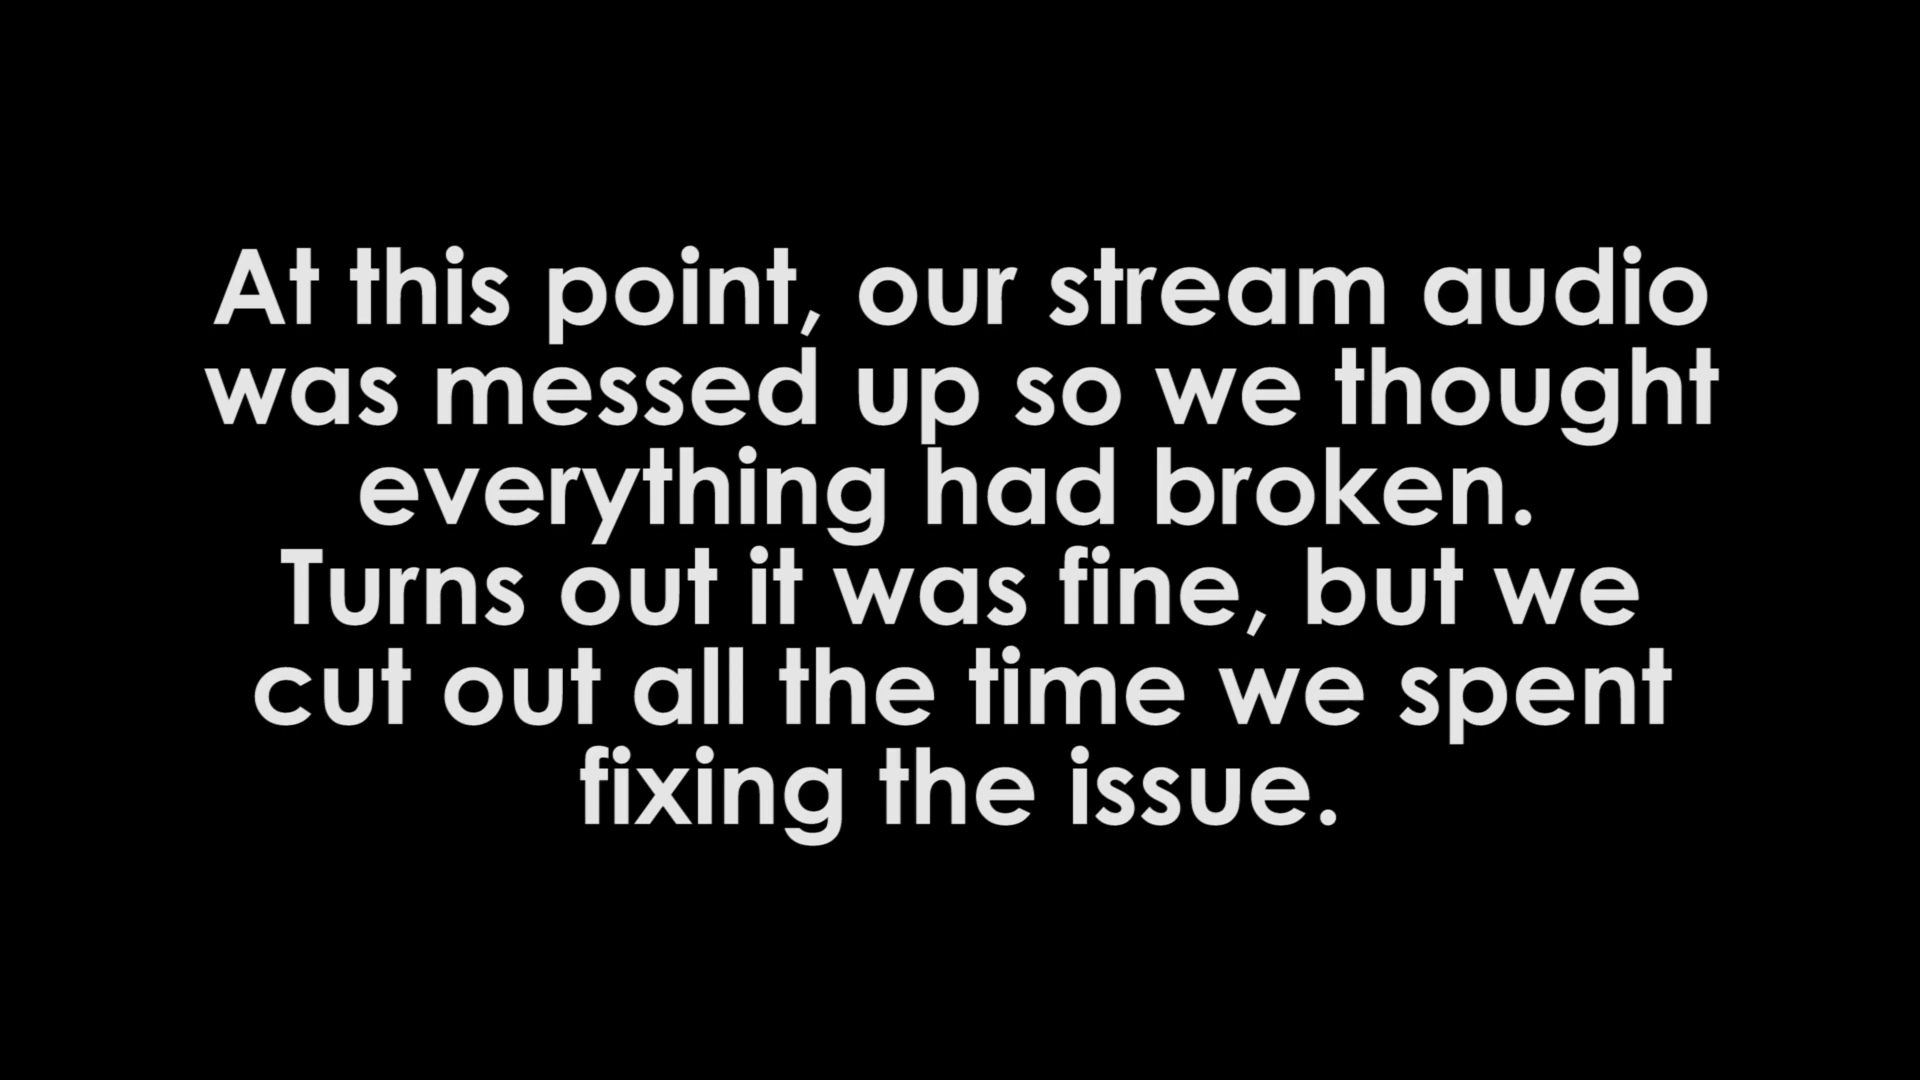 At this point, our stream audio
was messed up so we thought
everything had broken.
Turns out it was fine, but we
cut out all the time we spent
fixing the issue.